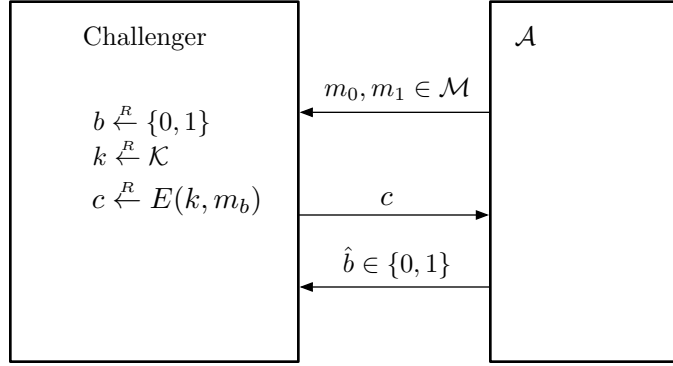 Challenger
𝒜
m₀, m₁ ∈ ℳ
b ←ᴿ {0, 1}
k ←ᴿ 𝒦
c ←ᴿ E(k, m_b)
c
b̂ ∈ {0, 1}